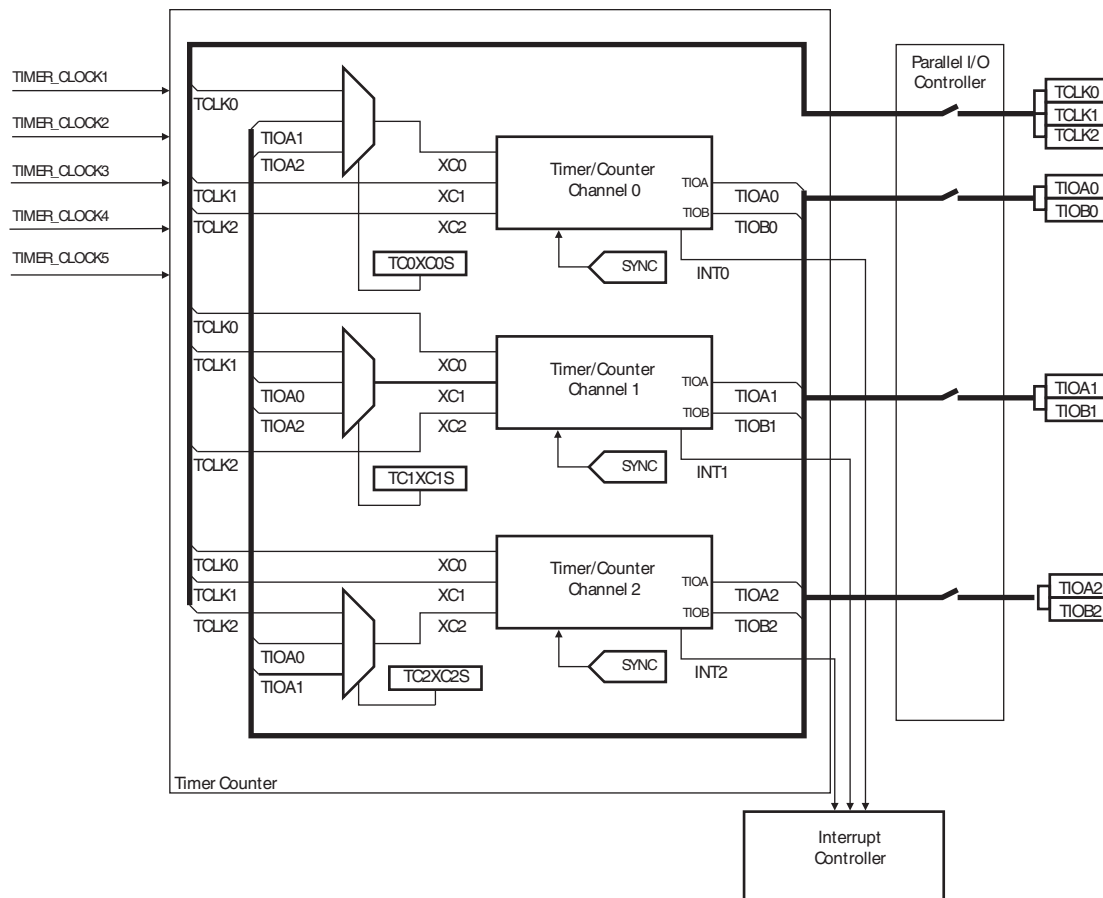 TIMER_CLOCK1
TIMER_CLOCK2
TIMER_CLOCK3
TIMER_CLOCK4
TIMER_CLOCK5
TCLK0
TIOA1
TIOA2
TCLK1
TCLK2
XC0
XC1
XC2
TC0XC0S
Timer/Counter
Channel 0
TIOA
TIOB
TIOA0
TIOB0
SYNC
INT0
TCLK0
TCLK1
TIOA0
TIOA2
TCLK2
XC0
XC1
XC2
TC1XC1S
Timer/Counter
Channel 1
TIOA
TIOB
TIOA1
TIOB1
SYNC
INT1
TCLK0
TCLK1
TCLK2
TIOA0
TIOA1
XC0
XC1
XC2
TC2XC2S
Timer/Counter
Channel 2
TIOA
TIOB
TIOA2
TIOB2
SYNC
INT2
Timer Counter
Parallel I/O
Controller
TCLK0
TCLK1
TCLK2
TIOA0
TIOB0
TIOA1
TIOB1
TIOA2
TIOB2
Interrupt
Controller